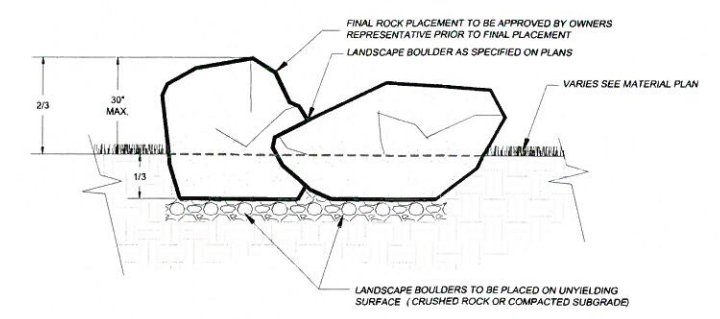 FINAL ROCK PLACEMENT TO BE APPROVED BY OWNERS
REPRESENTATIVE PRIOR TO FINAL PLACEMENT
LANDSCAPE BOULDER AS SPECIFIED ON PLANS
VARIES SEE MATERIAL PLAN
2/3
30"
MAX.
1/3
LANDSCAPE BOULDERS TO BE PLACED ON UNYIELDING
SURFACE ( CRUSHED ROCK OR COMPACTED SUBGRADE)